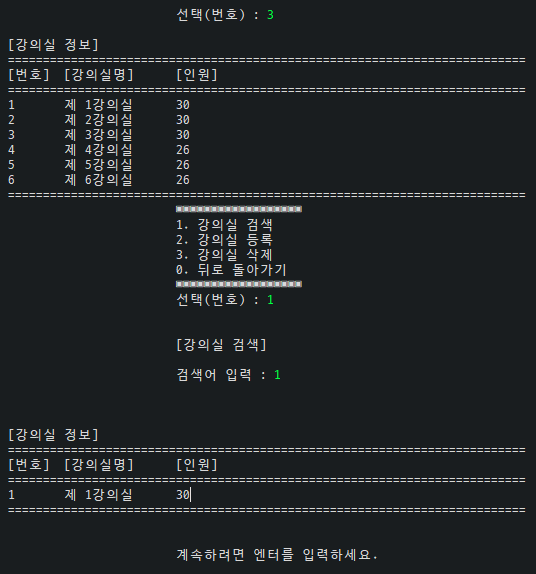 선택(번호) : 3
[강의실 정보]
==========================================================================
[번호] [강의실명] [인원]
==========================================================================
1 제 1강의실 30
2 제 2강의실 30
3 제 3강의실 30
4 제 4강의실 26
5 제 5강의실 26
6 제 6강의실 26
==========================================================================
▣▣▣▣▣▣▣▣▣▣▣▣▣▣▣▣▣▣
1. 강의실 검색
2. 강의실 등록
3. 강의실 삭제
0. 뒤로 돌아가기
▣▣▣▣▣▣▣▣▣▣▣▣▣▣▣▣▣▣
선택(번호) : 1
[강의실 검색]
검색어 입력 : 1
[강의실 정보]
==========================================================================
[번호] [강의실명] [인원]
==========================================================================
1 제 1강의실 30
==========================================================================
계속하려면 엔터를 입력하세요.